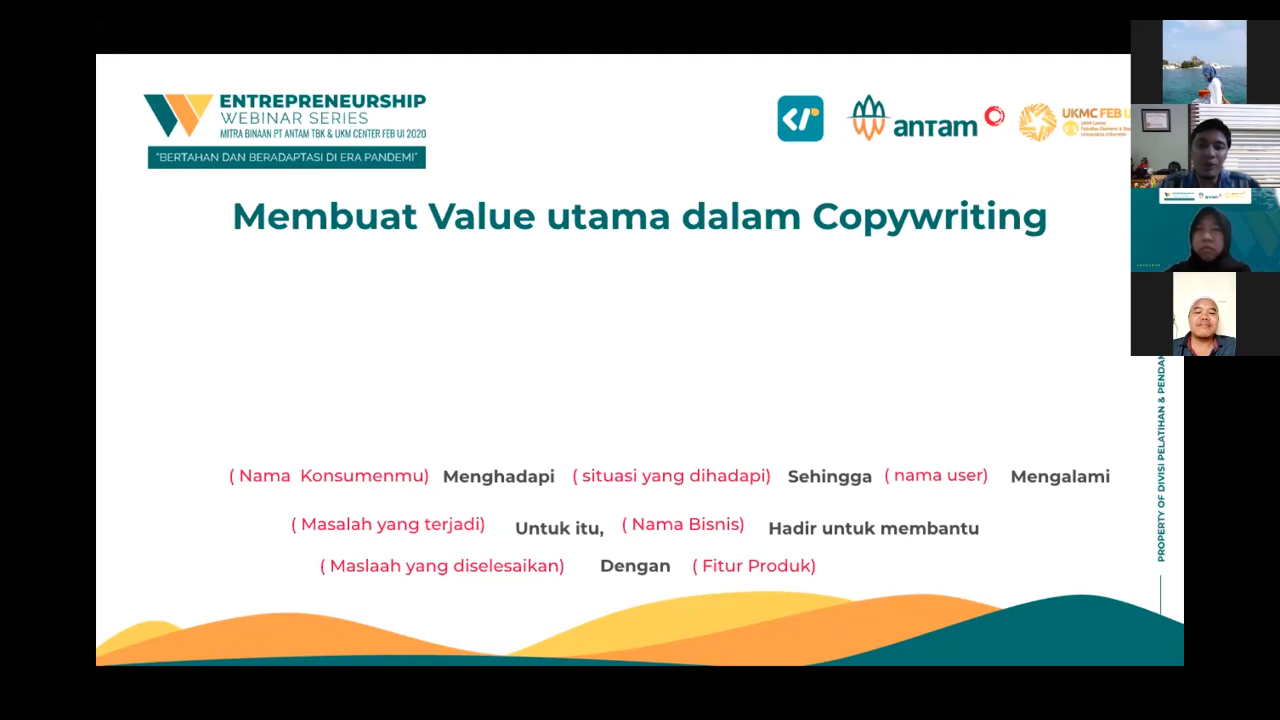 ENTREPRENEURSHIP
WEBINAR SERIES
MITRA BINAAN PT ANTAM TBK & UKM CENTER FEB UI 2020
"BERTAHAN DAN BERADAPTASI DI ERA PANDEMI"
antam
UKMC FEB U
UKM Center
Membuat Value utama dalam Copywriting
( Nama Konsumenmu) Menghadapi ( situasi yang dihadapi) Sehingga ( nama user) Mengalami
( Masalah yang terjadi) Untuk itu, ( Nama Bisnis) Hadir untuk membantu
( Maslaah yang diselesaikan) Dengan ( Fitur Produk)
PROPERTY OF DIVISI PELATIHAN &